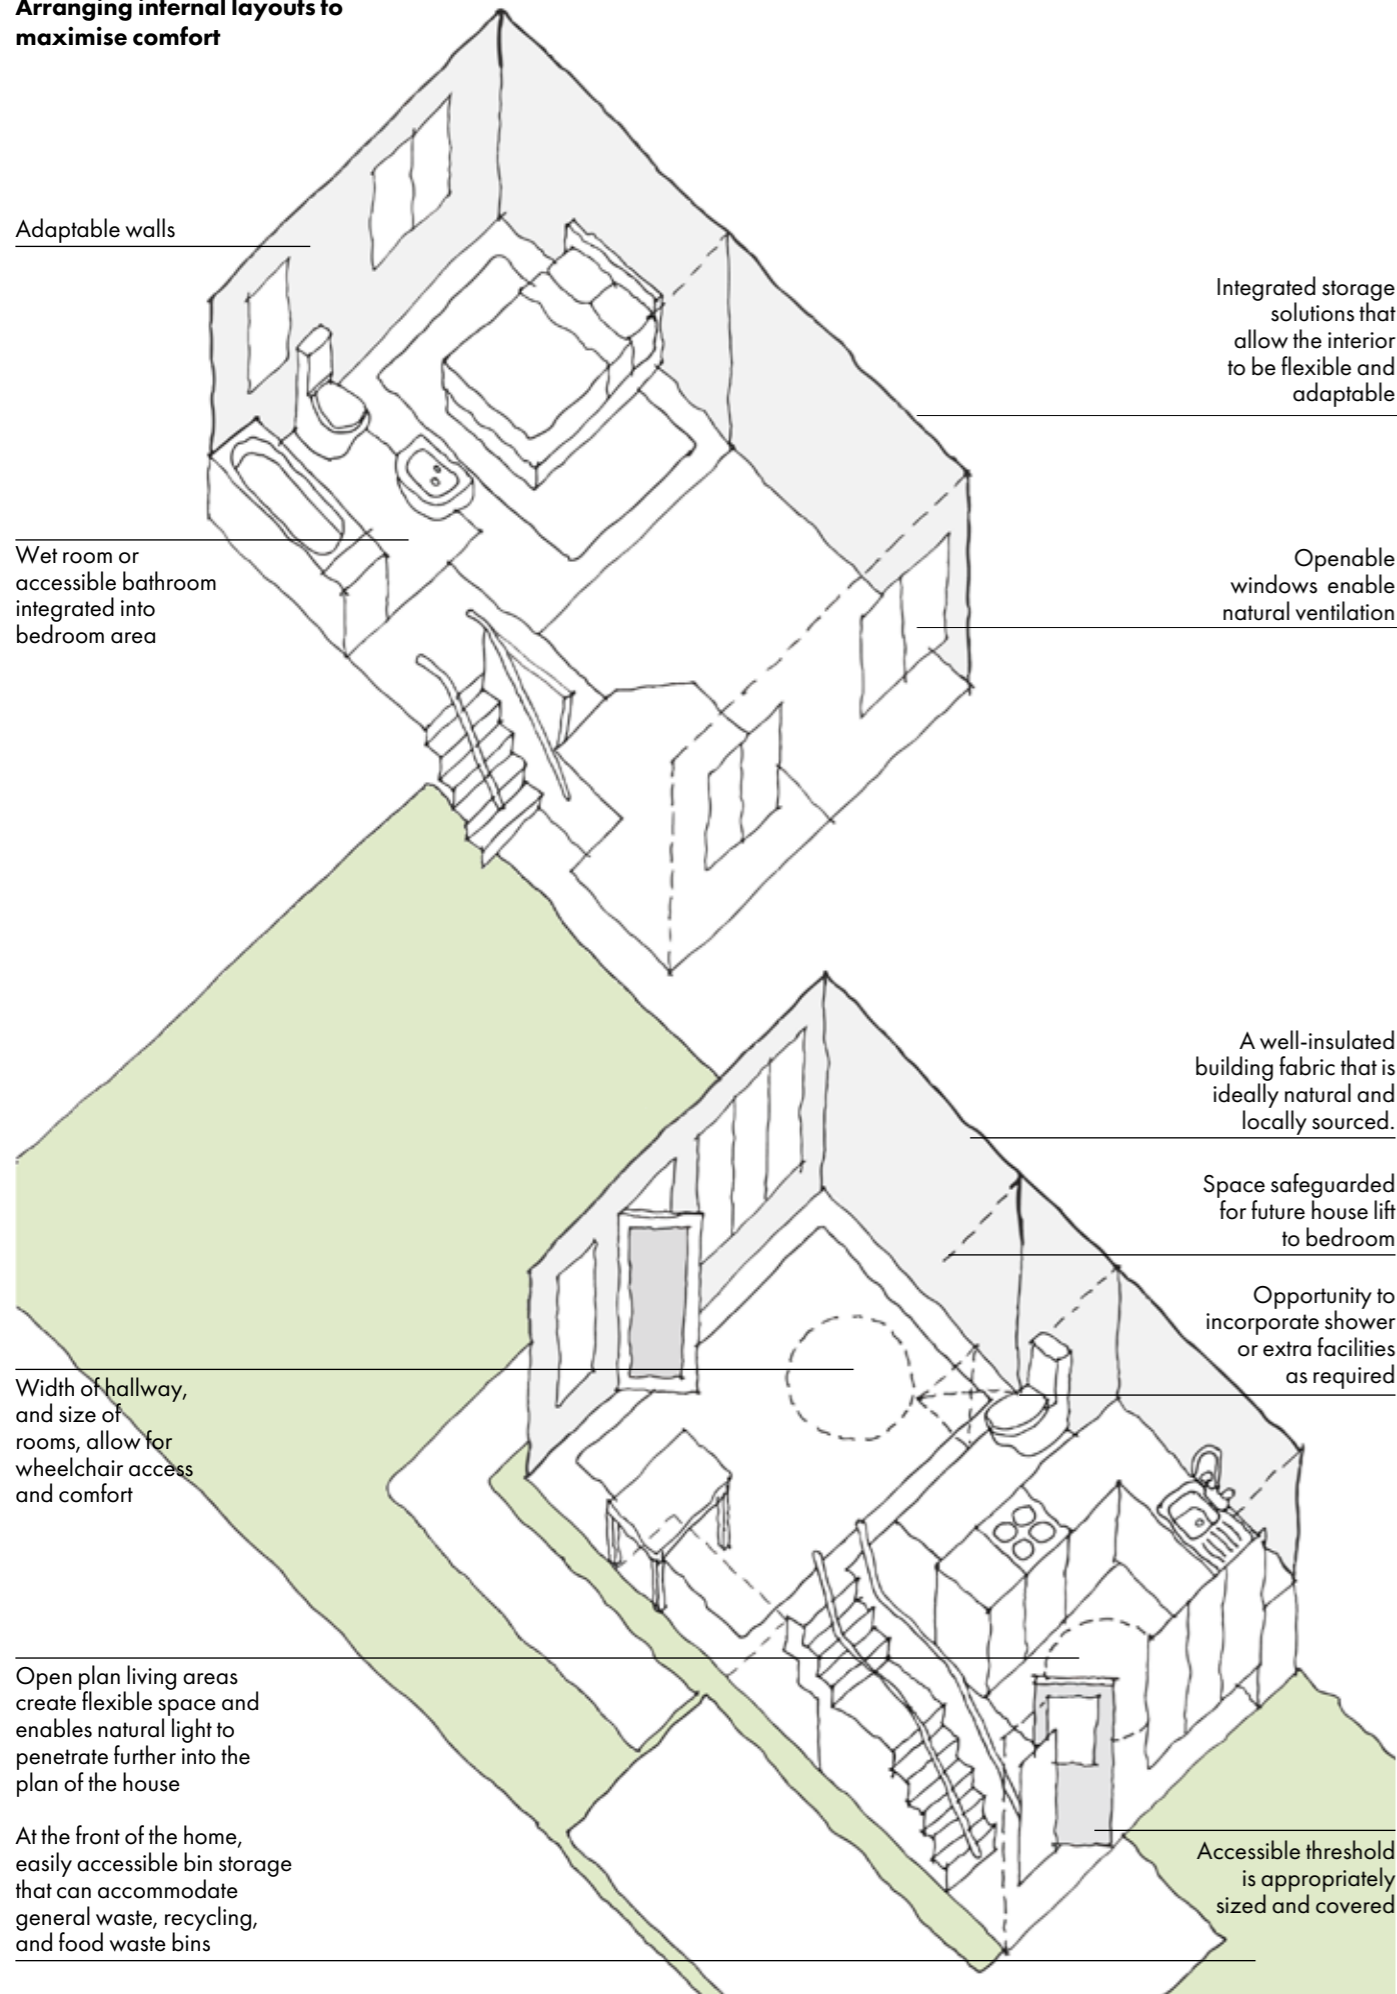 Arranging internal layouts to
maximise comfort
Adaptable walls
Integrated storage
solutions that
allow the interior
to be flexible and
adaptable
Wet room or
accessible bathroom
integrated into
bedroom area
Openable
windows enable
natural ventilation
A well-insulated
building fabric that is
ideally natural and
locally sourced.
Space safeguarded
for future house lift
to bedroom
Opportunity to
incorporate shower
or extra facilities
as required
Width of hallway,
and size of
rooms, allow for
wheelchair access
and comfort
Open plan living areas
create flexible space and
enables natural light to
penetrate further into the
plan of the house
At the front of the home,
easily accessible bin storage
that can accommodate
general waste, recycling,
and food waste bins
Accessible threshold
is appropriately
sized and covered